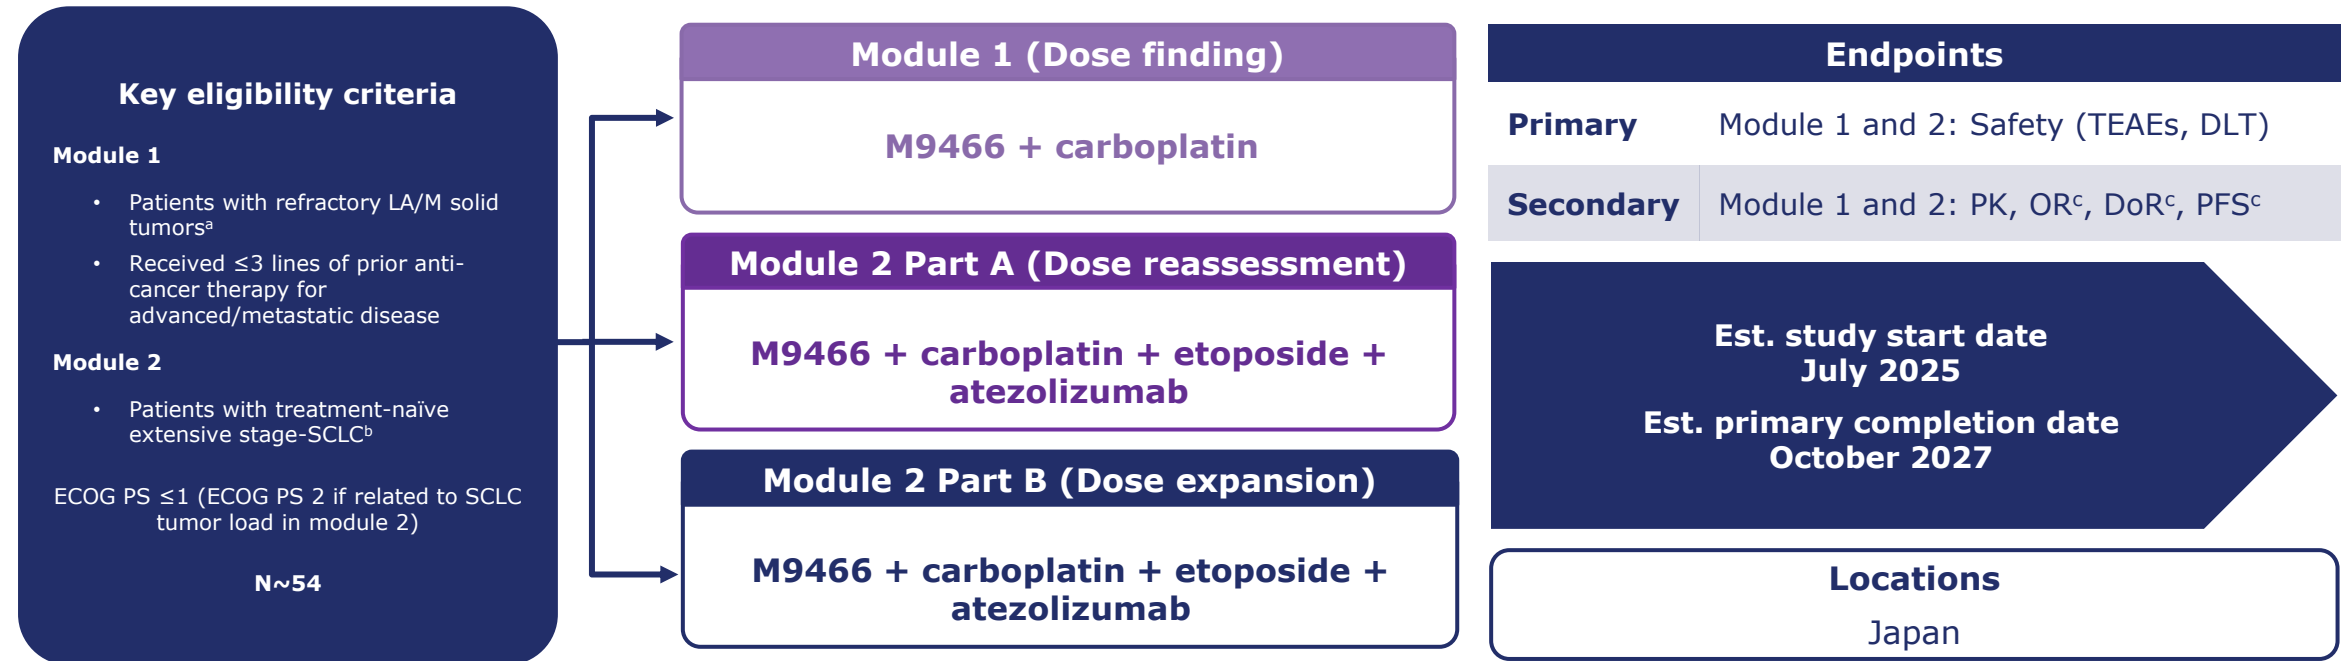 Key eligibility criteria
Module 1
• Patients with refractory LA/M solid
tumorsᵃ
• Received ≤3 lines of prior anti-
cancer therapy for
advanced/metastatic disease
Module 2
• Patients with treatment-naïve
extensive stage-SCLCᵇ
ECOG PS ≤1 (ECOG PS 2 if related to SCLC
tumor load in module 2)
N~54
Module 1 (Dose finding)
M9466 + carboplatin
Module 2 Part A (Dose reassessment)
M9466 + carboplatin + etoposide +
atezolizumab
Module 2 Part B (Dose expansion)
M9466 + carboplatin + etoposide +
atezolizumab
Endpoints
Primary Module 1 and 2: Safety (TEAEs, DLT)
Secondary Module 1 and 2: PK, ORᶜ, DoRᶜ, PFSᶜ
Est. study start date
July 2025
Est. primary completion date
October 2027
Locations
Japan